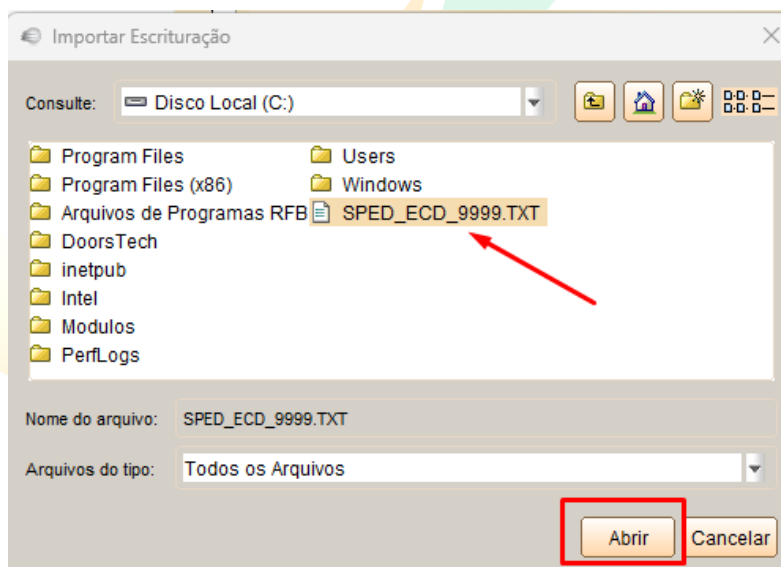 Importar Escrituração
Consulte: Disco Local (C:)
Program Files Users
Program Files (x86) Windows
Arquivos de Programas RFB SPED_ECD_9999.TXT
DoorsTech
inetpub
Intel
Modulos
PerfLogs
Nome do arquivo: SPED_ECD_9999.TXT
Arquivos do tipo: Todos os Arquivos
Abrir Cancelar